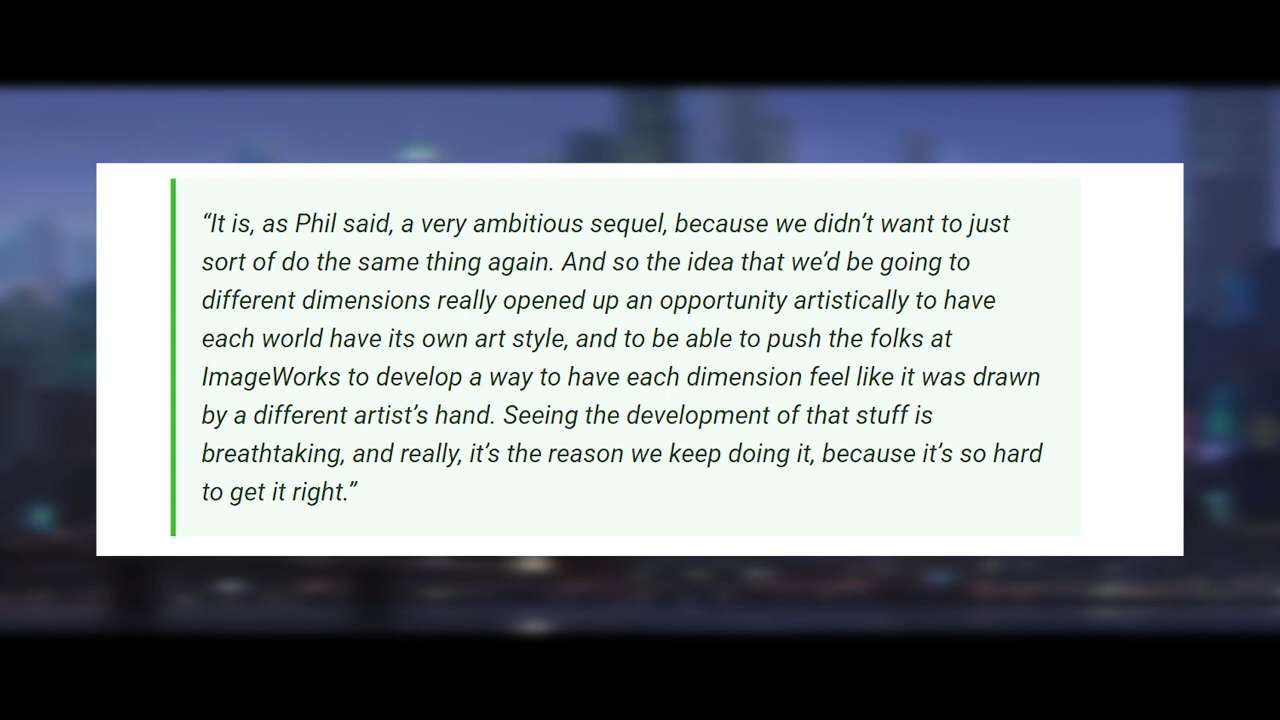 “It is, as Phil said, a very ambitious sequel, because we didn’t want to just
sort of do the same thing again. And so the idea that we’d be going to
different dimensions really opened up an opportunity artistically to have
each world have its own art style, and to be able to push the folks at
ImageWorks to develop a way to have each dimension feel like it was drawn
by a different artist’s hand. Seeing the development of that stuff is
breathtaking, and really, it’s the reason we keep doing it, because it’s so hard
to get it right.”